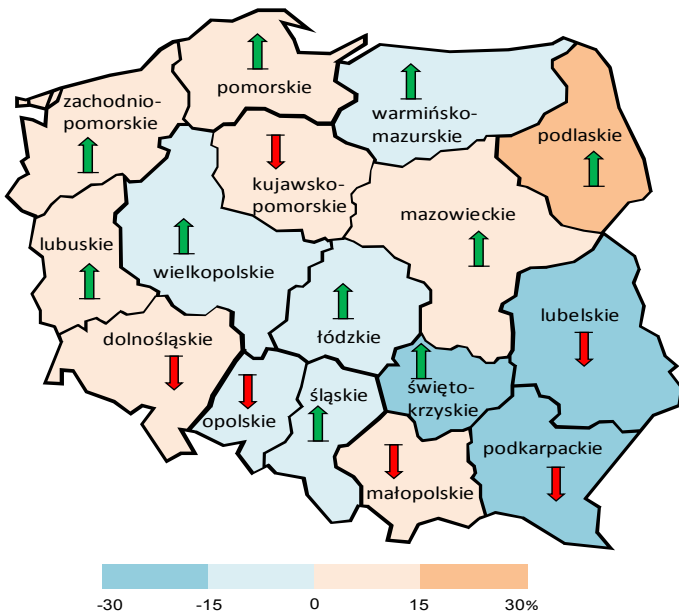 pomorskie
zachodnio-
pomorskie
warmińsko-
mazurskie
podlaskie
kujawsko-
pomorskie
mazowieckie
lubuskie
wielkopolskie
łódzkie
lubelskie
dolnośląskie
opolskie
śląskie
święto-
krzyskie
małopolskie
podkarpackie
-30 -15 0 15 30%